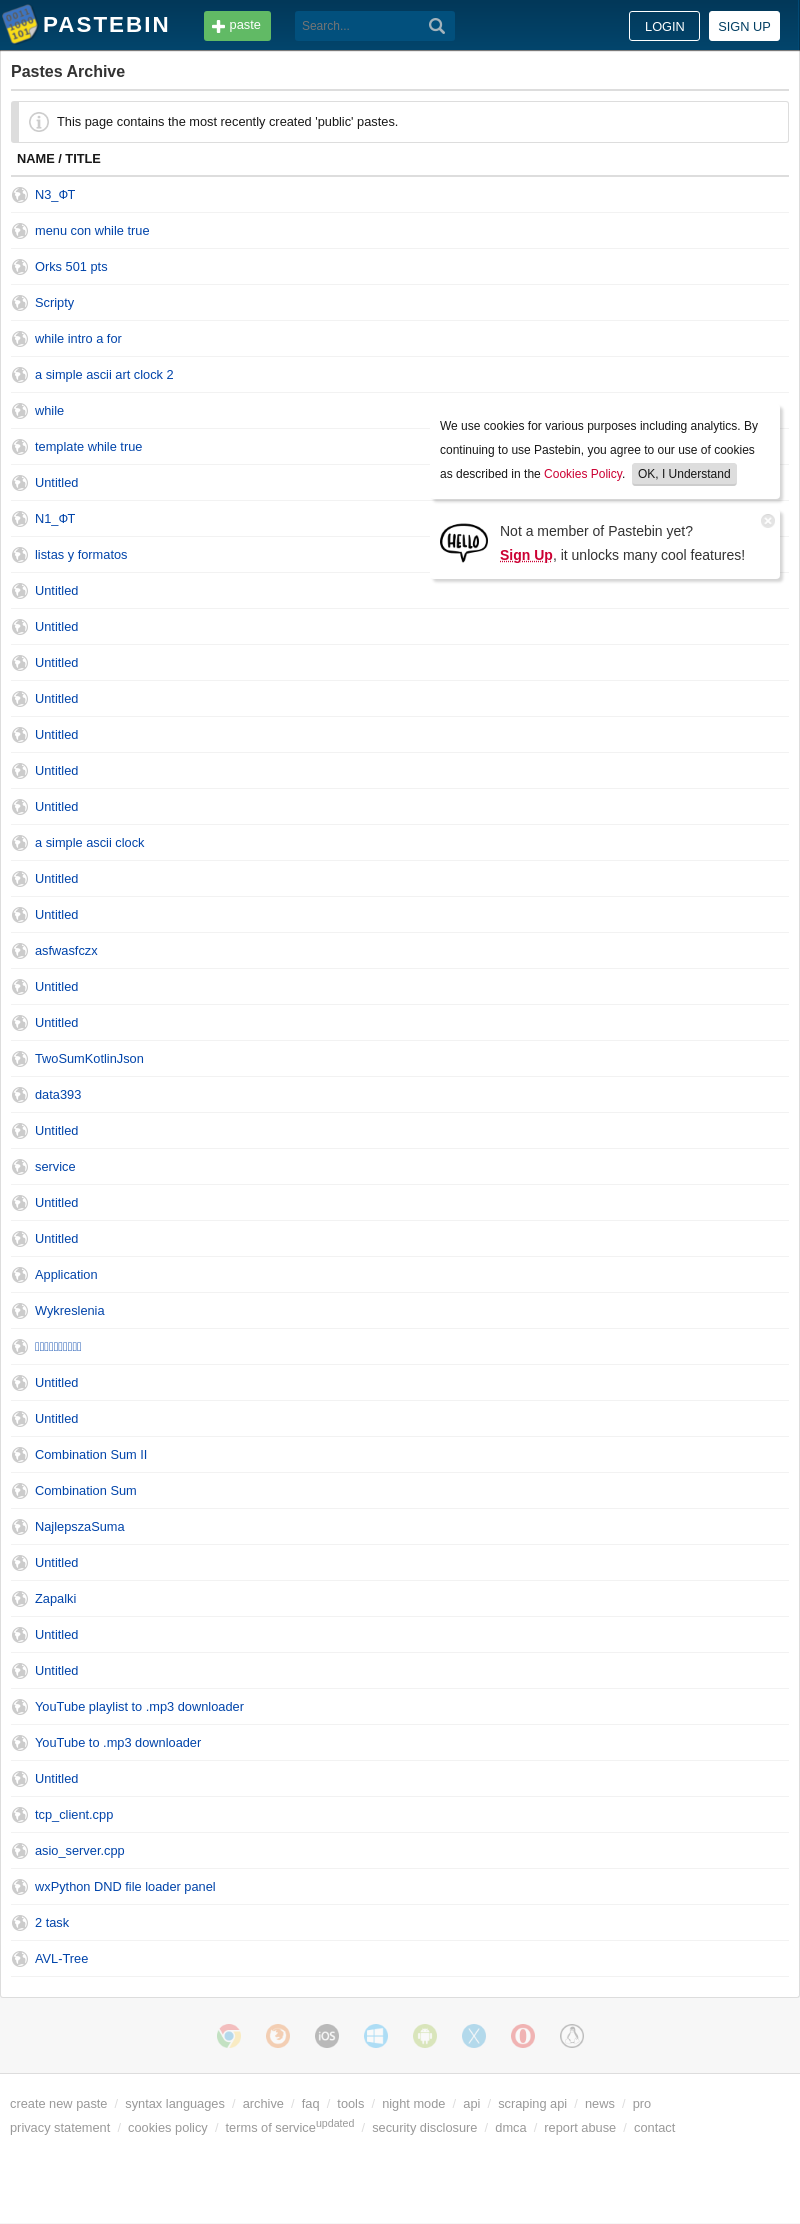 PASTEBIN
paste
Search...
LOGIN
SIGN UP
Pastes Archive
This page contains the most recently created 'public' pastes.
NAME / TITLE
N3_ФТ
menu con while true
Orks 501 pts
Scripty
while intro a for
a simple ascii art clock 2
while
template while true
Untitled
N1_ФТ
listas y formatos
We use cookies for various purposes including analytics. By
continuing to use Pastebin, you agree to our use of cookies
as described in the Cookies Policy. OK, I Understand
HELLO
Not a member of Pastebin yet?
Sign Up, it unlocks many cool features!
Untitled
Untitled
Untitled
Untitled
Untitled
Untitled
Untitled
a simple ascii clock
Untitled
Untitled
asfwasfczx
Untitled
Untitled
TwoSumKotlinJson
data393
Untitled
service
Untitled
Untitled
Application
Wykreslenia
Untitled
Untitled
Combination Sum II
Combination Sum
NajlepszaSuma
Untitled
Zapalki
Untitled
Untitled
YouTube playlist to .mp3 downloader
YouTube to .mp3 downloader
Untitled
tcp_client.cpp
asio_server.cpp
wxPython DND file loader panel
2 task
AVL-Tree
iOS
create new paste / syntax languages / archive / faq / tools / night mode / api / scraping api / news / pro
privacy statement / cookies policy / terms of service updated / security disclosure / dmca / report abuse / contact